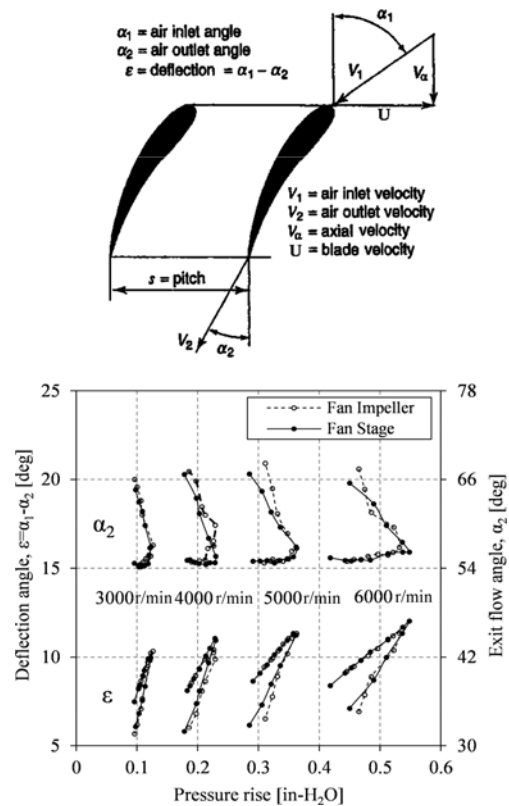 α₁ = air inlet angle
α₂ = air outlet angle
ε = deflection = α₁ – α₂
α₁
V₁
Vα
U
V₁ = air inlet velocity
V₂ = air outlet velocity
Vα = axial velocity
U = blade velocity
s = pitch
V₂
α₂
25
20
15
10
5
Deflection angle, ε=α₁-α₂ [deg]
78
66
54
42
30
Exit flow angle, α₂ [deg]
Fan Impeller
Fan Stage
α₂
3000 r/min
4000 r/min
5000 r/min
6000 r/min
ε
0.1
0.2
0.3
0.4
0.5
Pressure rise [in-H₂O]